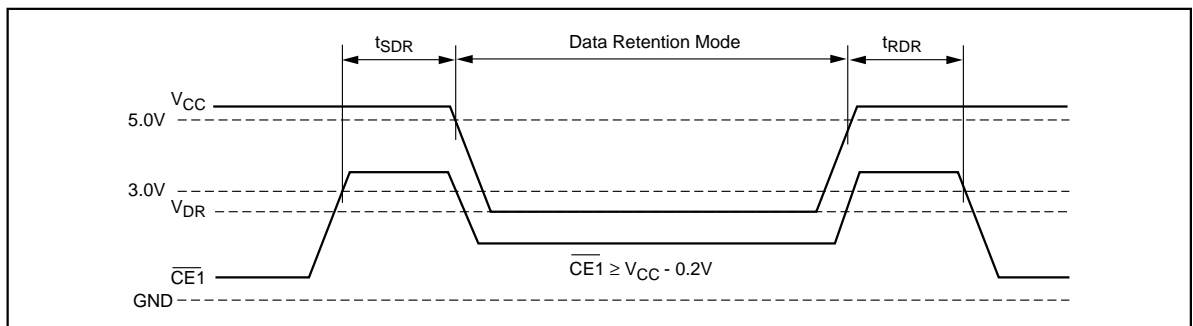 tSDR Data Retention Mode tRDR
VCC
5.0V
3.0V
VDR
CE1 ≥ VCC - 0.2V
CE1
GND